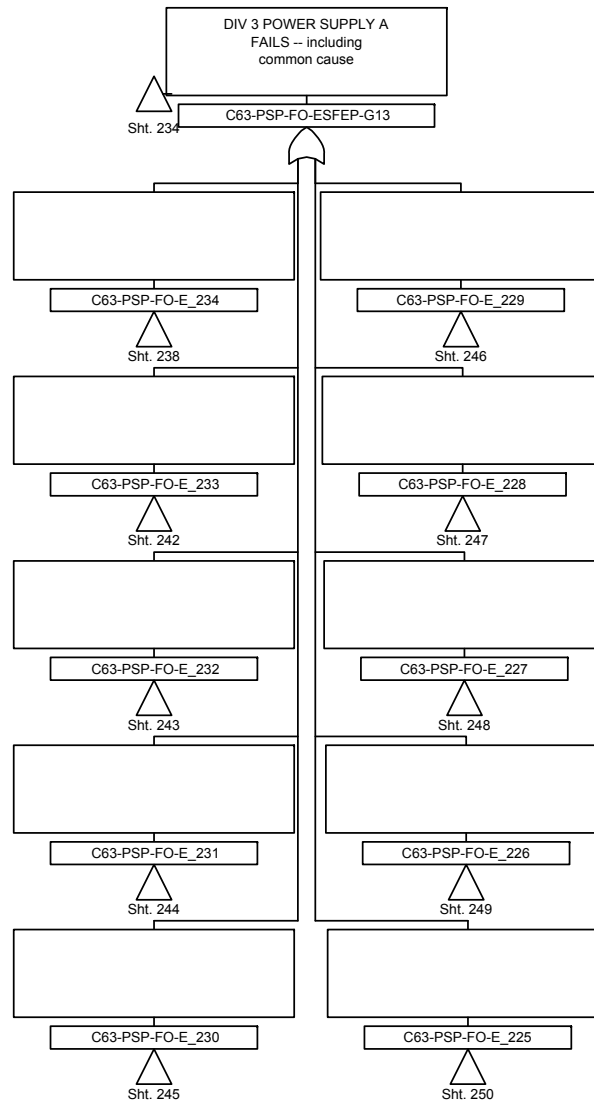 DIV 3 POWER SUPPLY A
FAILS -- including
common cause
Sht. 234
C63-PSP-FO-ESFEP-G13
C63-PSP-FO-E_234
Sht. 238
C63-PSP-FO-E_229
Sht. 246
C63-PSP-FO-E_233
Sht. 242
C63-PSP-FO-E_228
Sht. 247
C63-PSP-FO-E_232
Sht. 243
C63-PSP-FO-E_227
Sht. 248
C63-PSP-FO-E_231
Sht. 244
C63-PSP-FO-E_226
Sht. 249
C63-PSP-FO-E_230
Sht. 245
C63-PSP-FO-E_225
Sht. 250